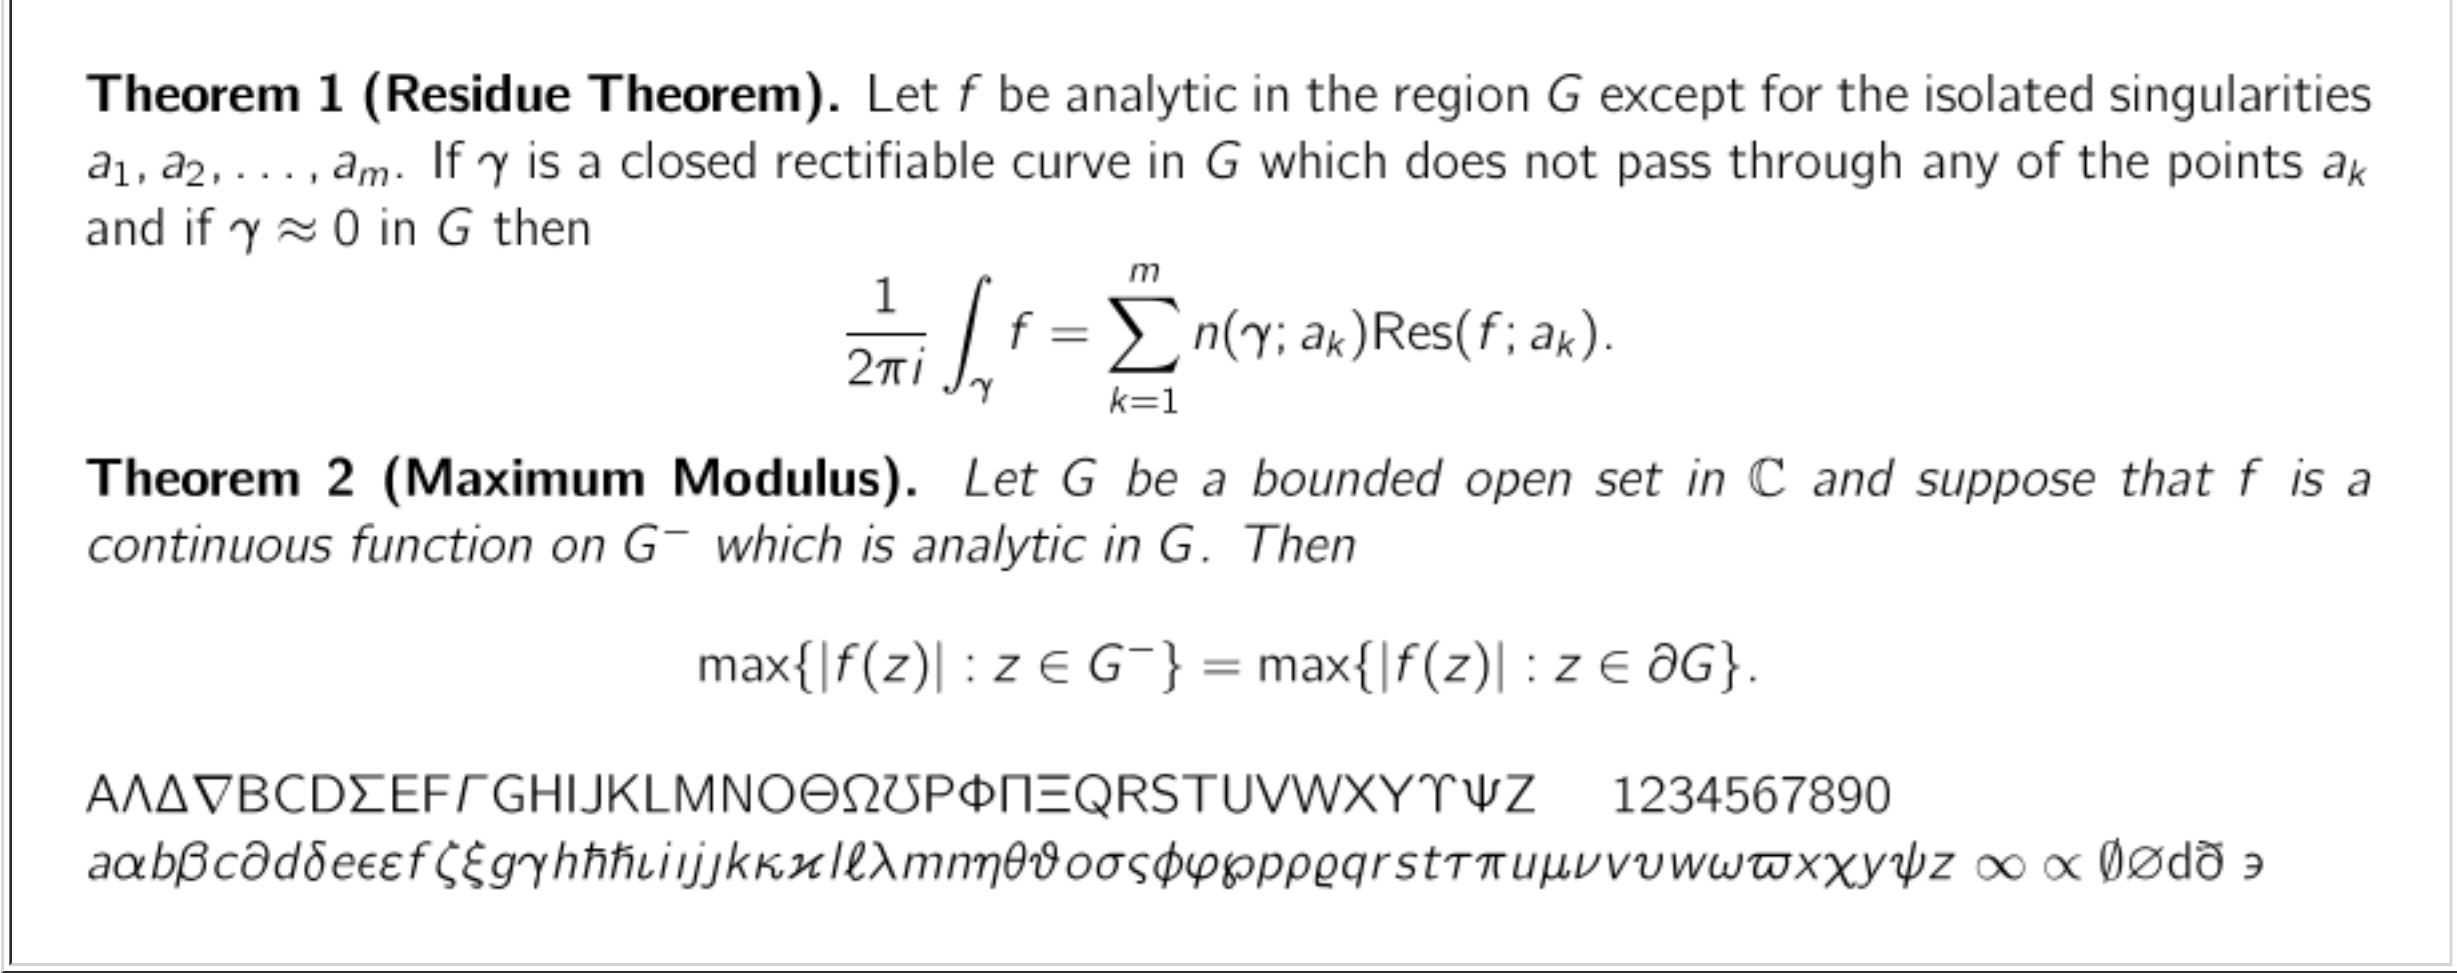 Theorem 1 (Residue Theorem). Let f be analytic in the region G except for the isolated singularities
a₁, a₂, . . . , aₘ. If γ is a closed rectifiable curve in G which does not pass through any of the points aₖ
and if γ ≈ 0 in G then
\frac{1}{2πi} ∫_γ f = \sum_{k=1}^{m} n(γ; aₖ)Res(f; aₖ).
Theorem 2 (Maximum Modulus). Let G be a bounded open set in ℂ and suppose that f is a
continuous function on G⁻ which is analytic in G. Then
max{|f(z)| : z ∈ G⁻} = max{|f(z)| : z ∈ ∂G}.
AΛΔ∇BCDΣEFΓGHIJKLMNOΘΩ℧PΦΠΞQRSTUVWXYϒΨZ 1234567890
aαbβc∂dδeϵεfζξgγhħℏιiıjȷkκϰlℓλmnηθϑoσςϕφ℘pρϱqrstτπuμνvυwωϖxχyψz ∞ ∝ ∅∅dð ϶